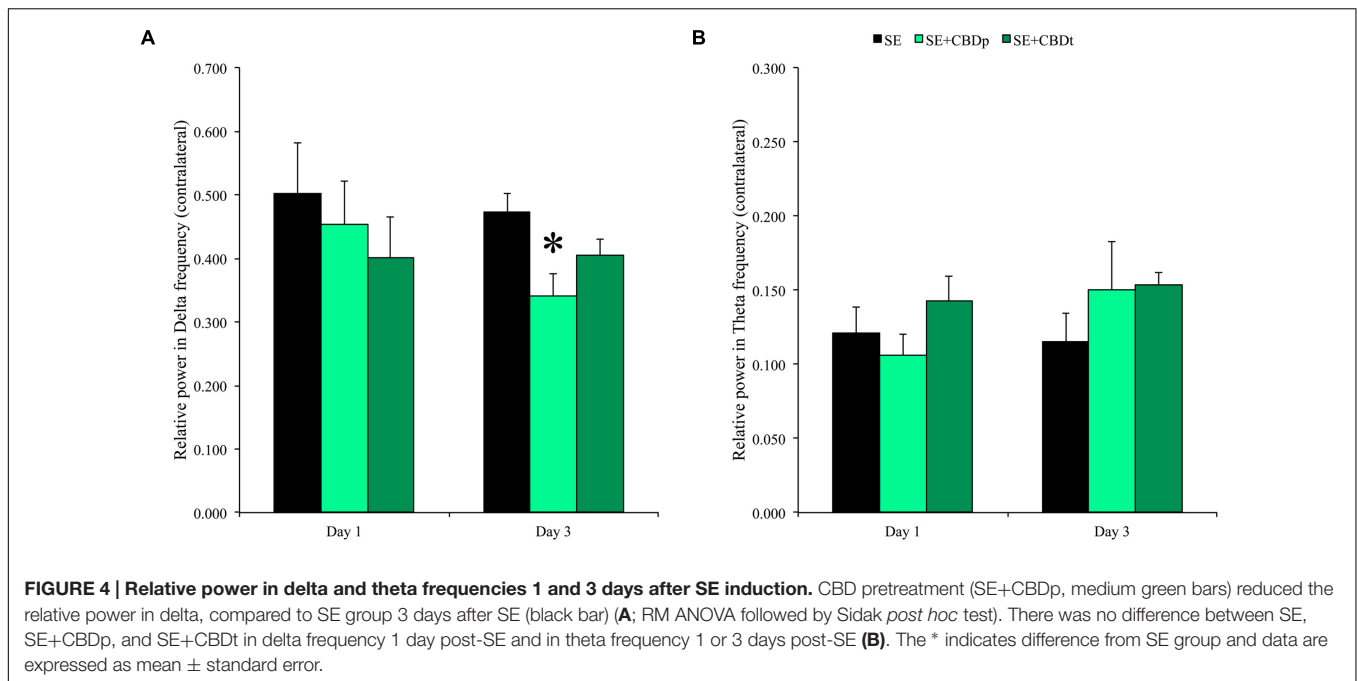 A
Relative power in Delta frequency (contralateral)
0.700
0.600
0.500
0.400
0.300
0.200
0.100
0.000
*
Day 1
Day 3
B
SE SE+CBDp SE+CBDt
Relative power in Theta frequency (contralateral)
0.300
0.250
0.200
0.150
0.100
0.050
0.000
Day 1
Day 3
FIGURE 4 | Relative power in delta and theta frequencies 1 and 3 days after SE induction. CBD pretreatment (SE+CBDp, medium green bars) reduced the
relative power in delta, compared to SE group 3 days after SE (black bar) (A; RM ANOVA followed by Sidak post hoc test). There was no difference between SE,
SE+CBDp, and SE+CBDt in delta frequency 1 day post-SE and in theta frequency 1 or 3 days post-SE (B). The * indicates difference from SE group and data are
expressed as mean ± standard error.